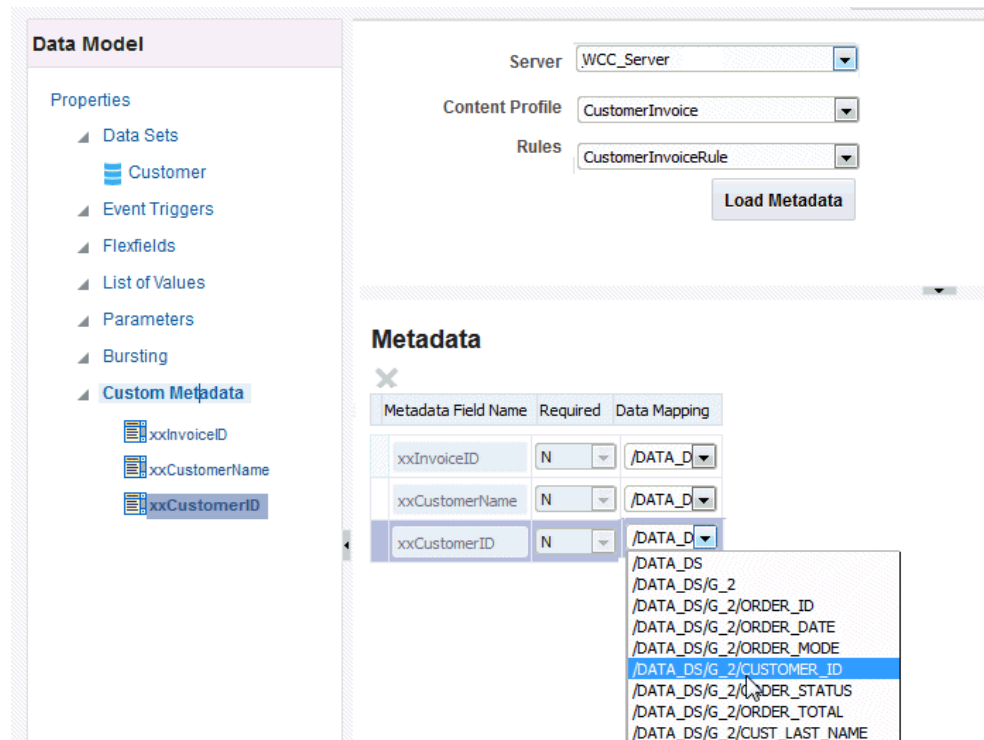 Data Model
Properties
Data Sets
Customer
Event Triggers
Flexfields
List of Values
Parameters
Bursting
Custom Metadata
xxInvoiceID
xxCustomerName
xxCustomerID
Server WCC_Server
Content Profile CustomerInvoice
Rules CustomerInvoiceRule
Load Metadata
Metadata
Metadata Field Name Required Data Mapping
xxInvoiceID N /DATA_D
xxCustomerName N /DATA_D
xxCustomerID N /DATA_D
/DATA_DS
/DATA_DS/G_2
/DATA_DS/G_2/ORDER_ID
/DATA_DS/G_2/ORDER_DATE
/DATA_DS/G_2/ORDER_MODE
/DATA_DS/G_2/CUSTOMER_ID
/DATA_DS/G_2/ORDER_STATUS
/DATA_DS/G_2/ORDER_TOTAL
/DATA_DS/G_2/CUST_LAST_NAME